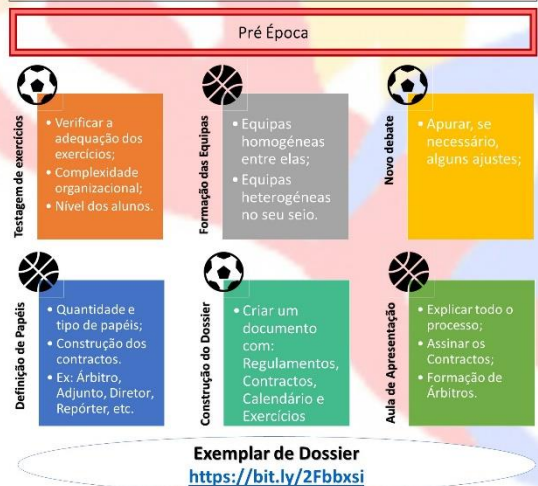 Pré Época
Testagem de exercícios
• Verificar a
adequação dos
exercícios;
• Complexidade
organizacional;
• Nível dos alunos.
Formação das Equipas
• Equipas
homogéneas
entre elas;
• Equipas
heterogéneas
no seu seio.
Novo debate
• Apurar, se
necessário,
alguns ajustes;
Definição de Papéis
• Quantidade e
tipo de papéis;
• Construção dos
contractos.
• Ex: Árbitro,
Adjunto, Diretor,
Repórter, etc.
Construção do Dossier
• Criar um
documento
com:
Regulamentos,
Contractos,
Calendário e
Exercícios
Aula de Apresentação
• Explicar todo o
processo;
• Assinar os
Contractos;
• Formação de
Árbitros.
Exemplar de Dossier
https://bit.ly/2Fbbxsi